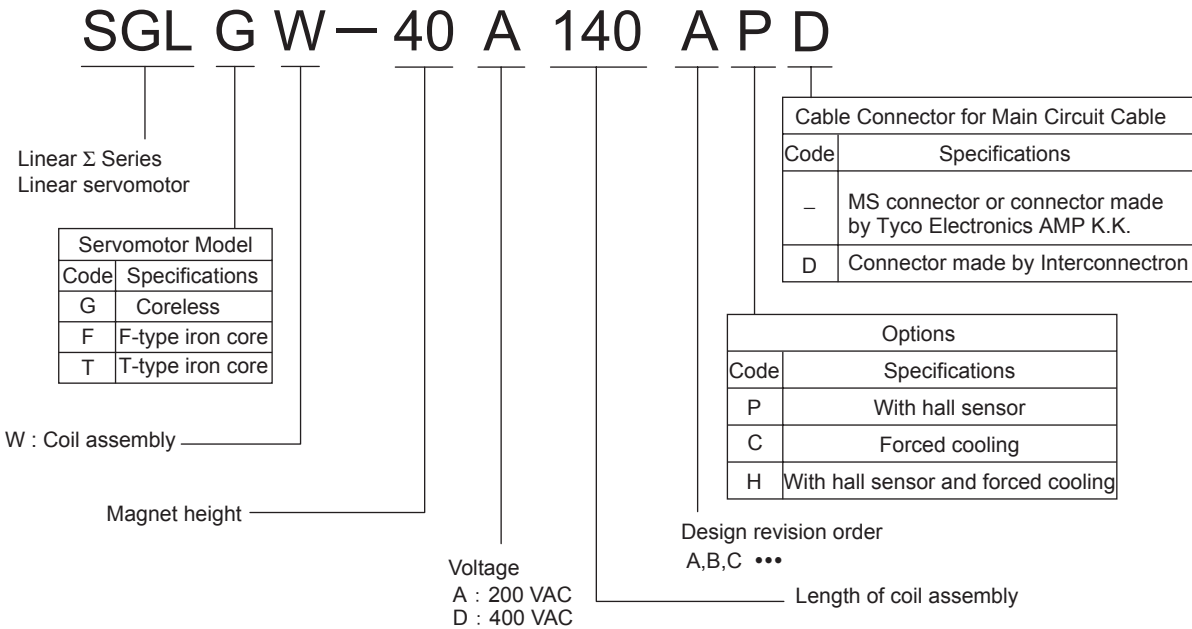 SGL G W – 40 A 140 A P D
Linear Σ Series
Linear servomotor
Servomotor Model
Code Specifications
G Coreless
F F-type iron core
T T-type iron core
W : Coil assembly
Magnet height
Voltage
A : 200 VAC
D : 400 VAC
Length of coil assembly
Design revision order
A,B,C •••
Options
Code Specifications
P With hall sensor
C Forced cooling
H With hall sensor and forced cooling
Cable Connector for Main Circuit Cable
Code Specifications
– MS connector or connector made
by Tyco Electronics AMP K.K.
D Connector made by Interconnectron